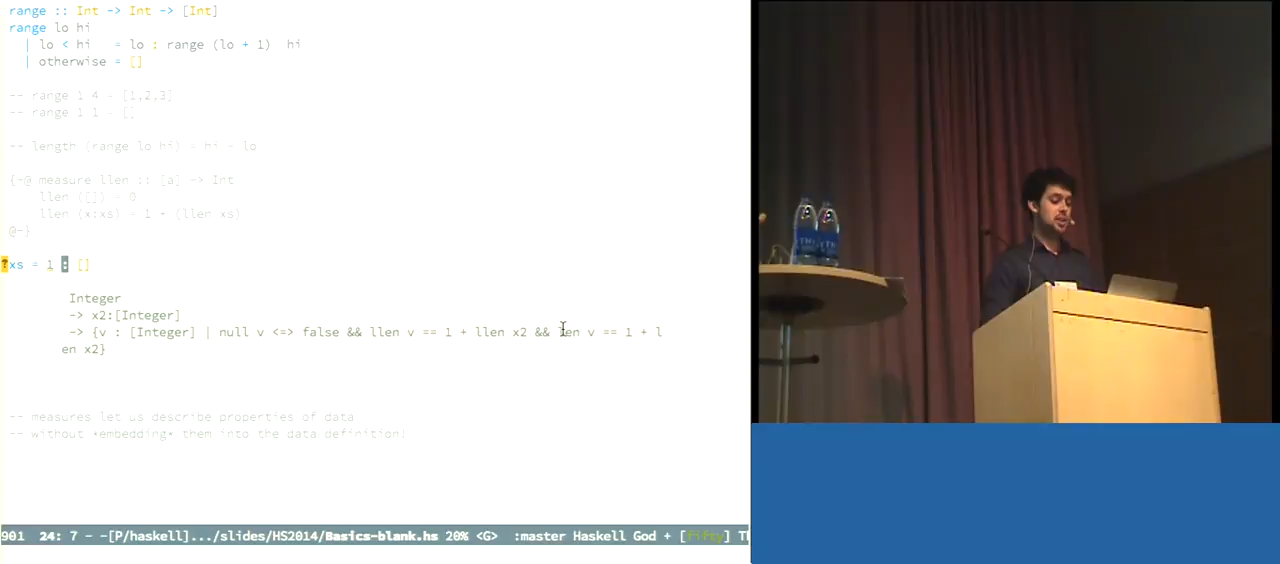 range :: Int -> Int -> [Int]
range lo hi
| lo < hi = lo : range (lo + 1) hi
| otherwise = []
-- range 1 4 = [1,2,3]
-- range 1 1 = []
-- length (range lo hi) = hi - lo
{-@ measure llen :: [a] -> Int
llen ([]) = 0
llen (x:xs) = 1 + (llen xs)
@-}
?xs = 1 : []
Integer
-> x2:[Integer]
-> {v : [Integer] | null v <=> false && llen v == 1 + llen x2 && len v == 1 + l
en x2}
-- measures let us describe properties of data
-- without *embedding* them into the data definition!
901 24: 7 - -[P/haskell].../slides/HS2014/Basics-blank.hs 20% <G> :master Haskell God + [fifty]